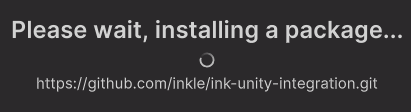 Please wait, installing a package...
https://github.com/inkle/ink-unity-integration.git